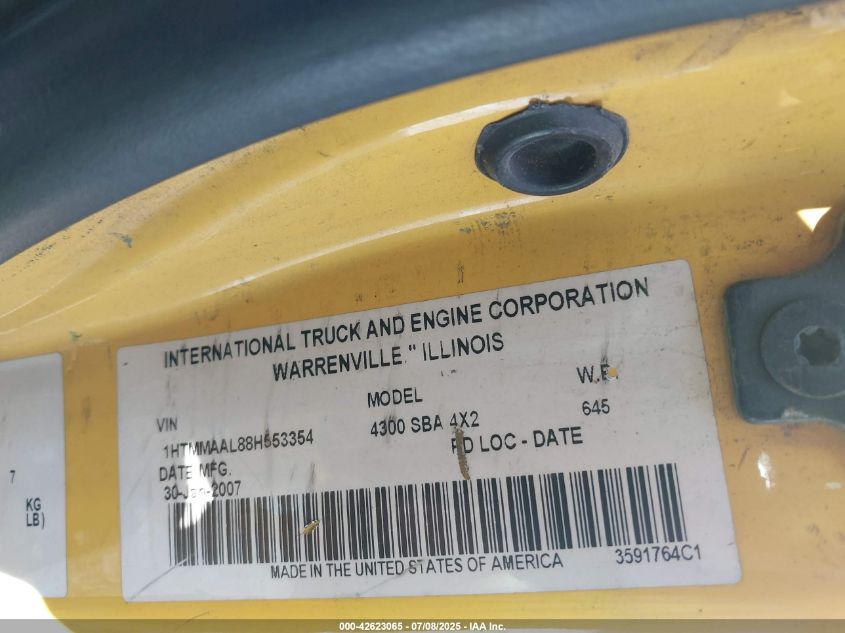 INTERNATIONAL TRUCK AND ENGINE CORPORATION
WARRENVILLE " ILLINOIS
VIN MODEL W.B.
1HTMMAAL88H553354 4300 SBA 4X2 645
DATE MFG. PD LOC - DATE
30-Jan-2007
MADE IN THE UNITED STATES OF AMERICA 3591764C1
7
KG
LB)
000-42623065 - 07/08/2025 - IAA Inc.